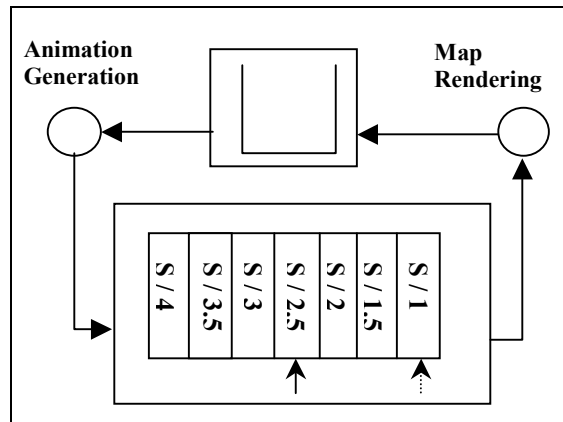 Animation
Generation
Map
Rendering
S / 4
S / 3.5
S / 3
S / 2.5
S / 2
S / 1.5
S / 1